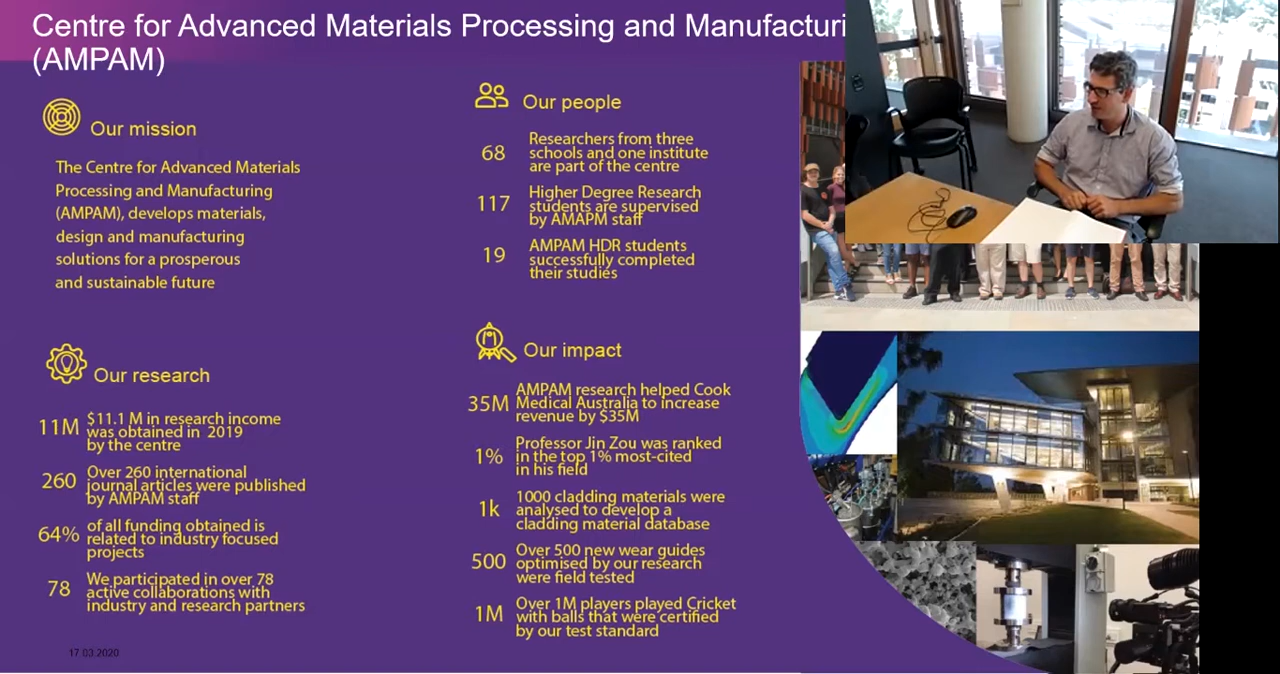 Centre for Advanced Materials Processing and Manufacturi
(AMPAM)
Our mission
The Centre for Advanced Materials
Processing and Manufacturing
(AMPAM), develops materials,
design and manufacturing
solutions for a prosperous
and sustainable future
Our research
11M
$11.1 M in research income
was obtained in 2019
by the centre
260
Over 260 international
journal articles were published
by AMPAM staff
64%
of all funding obtained is
related to industry focused
projects
78
We participated in over 78
active collaborations with
industry and research partners
Our people
68
Researchers from three
schools and one institute
are part of the centre
117
Higher Degree Research
students are supervised
by AMAPM staff
19
AMPAM HDR students
successfully completed
their studies
Our impact
35M
AMPAM research helped Cook
Medical Australia to increase
revenue by $35M
1%
Professor Jin Zou was ranked
in the top 1% most-cited
in his field
1k
1000 cladding materials were
analysed to develop a
cladding material database
500
Over 500 new wear guides
optimised by our research
were field tested
1M
Over 1M players played Cricket
with balls that were certified
by our test standard
17.03.2020